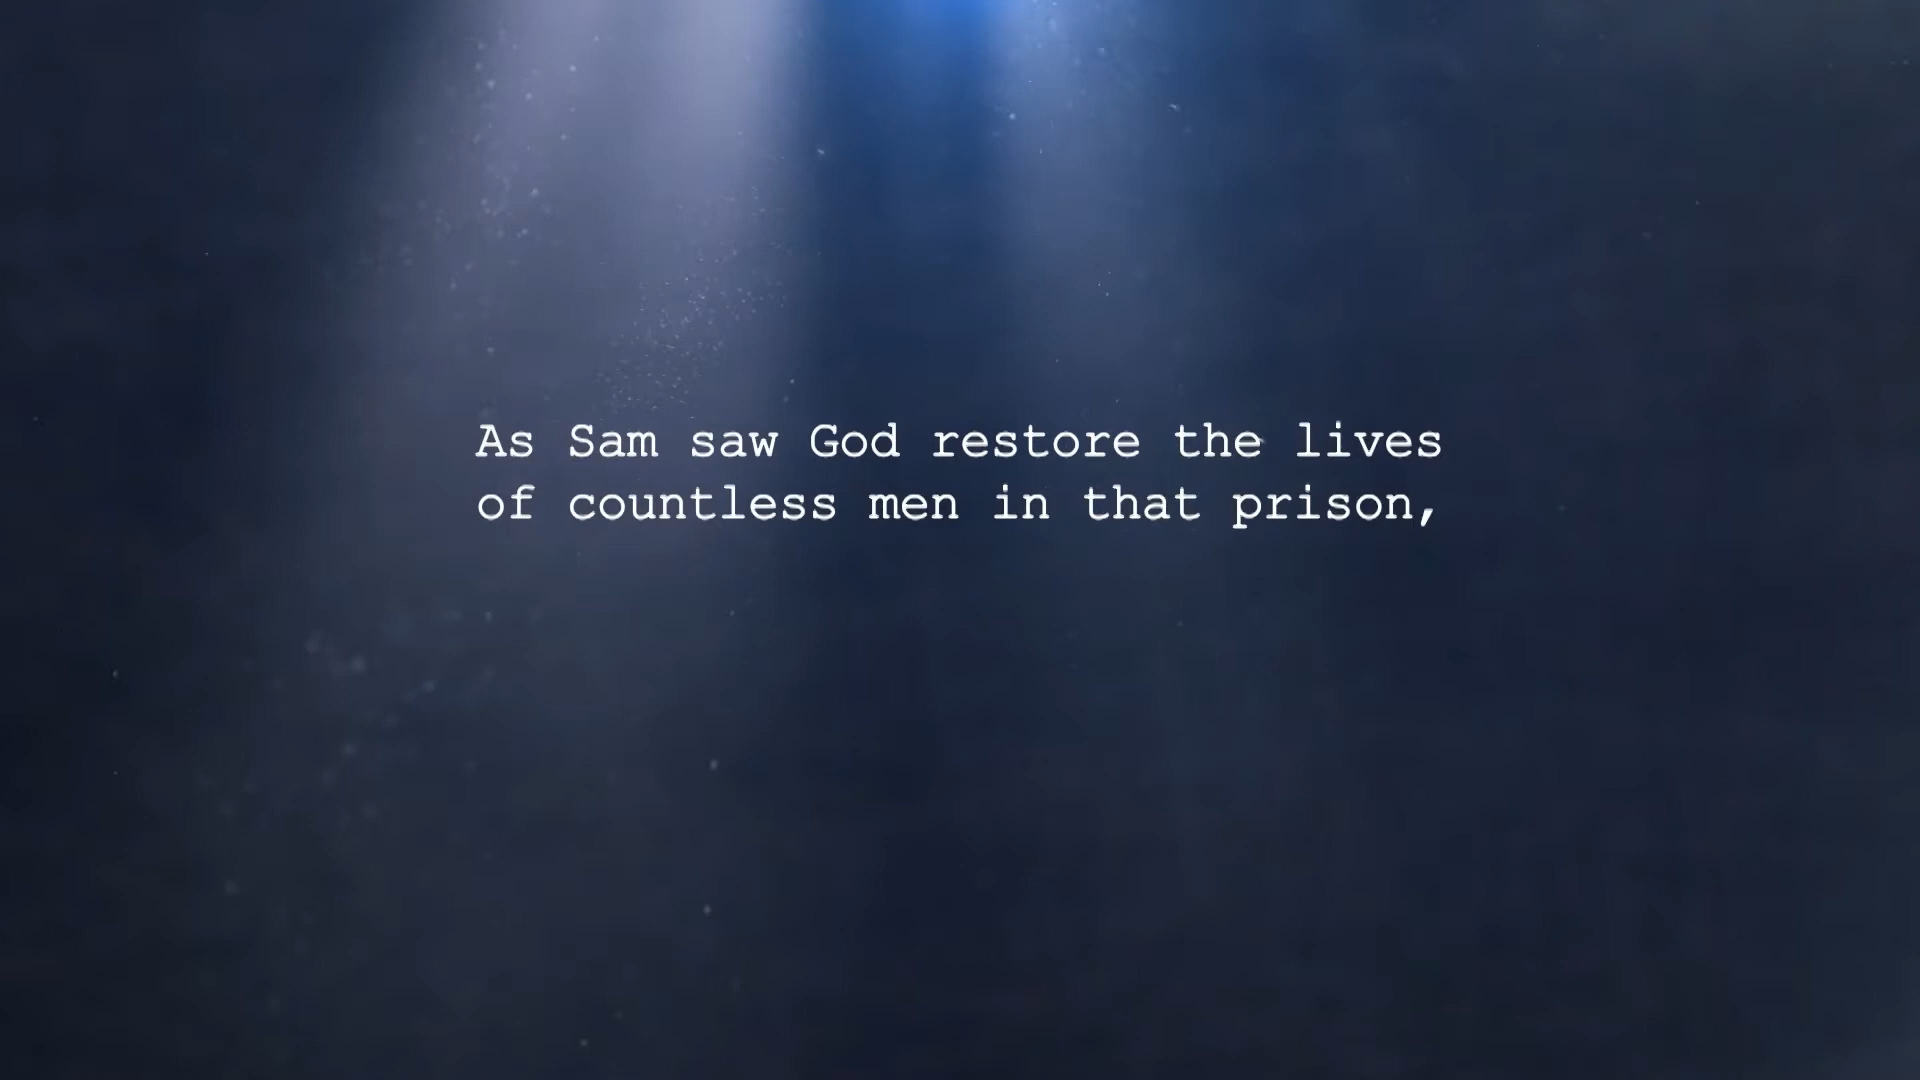 As Sam saw God restore the lives
of countless men in that prison,